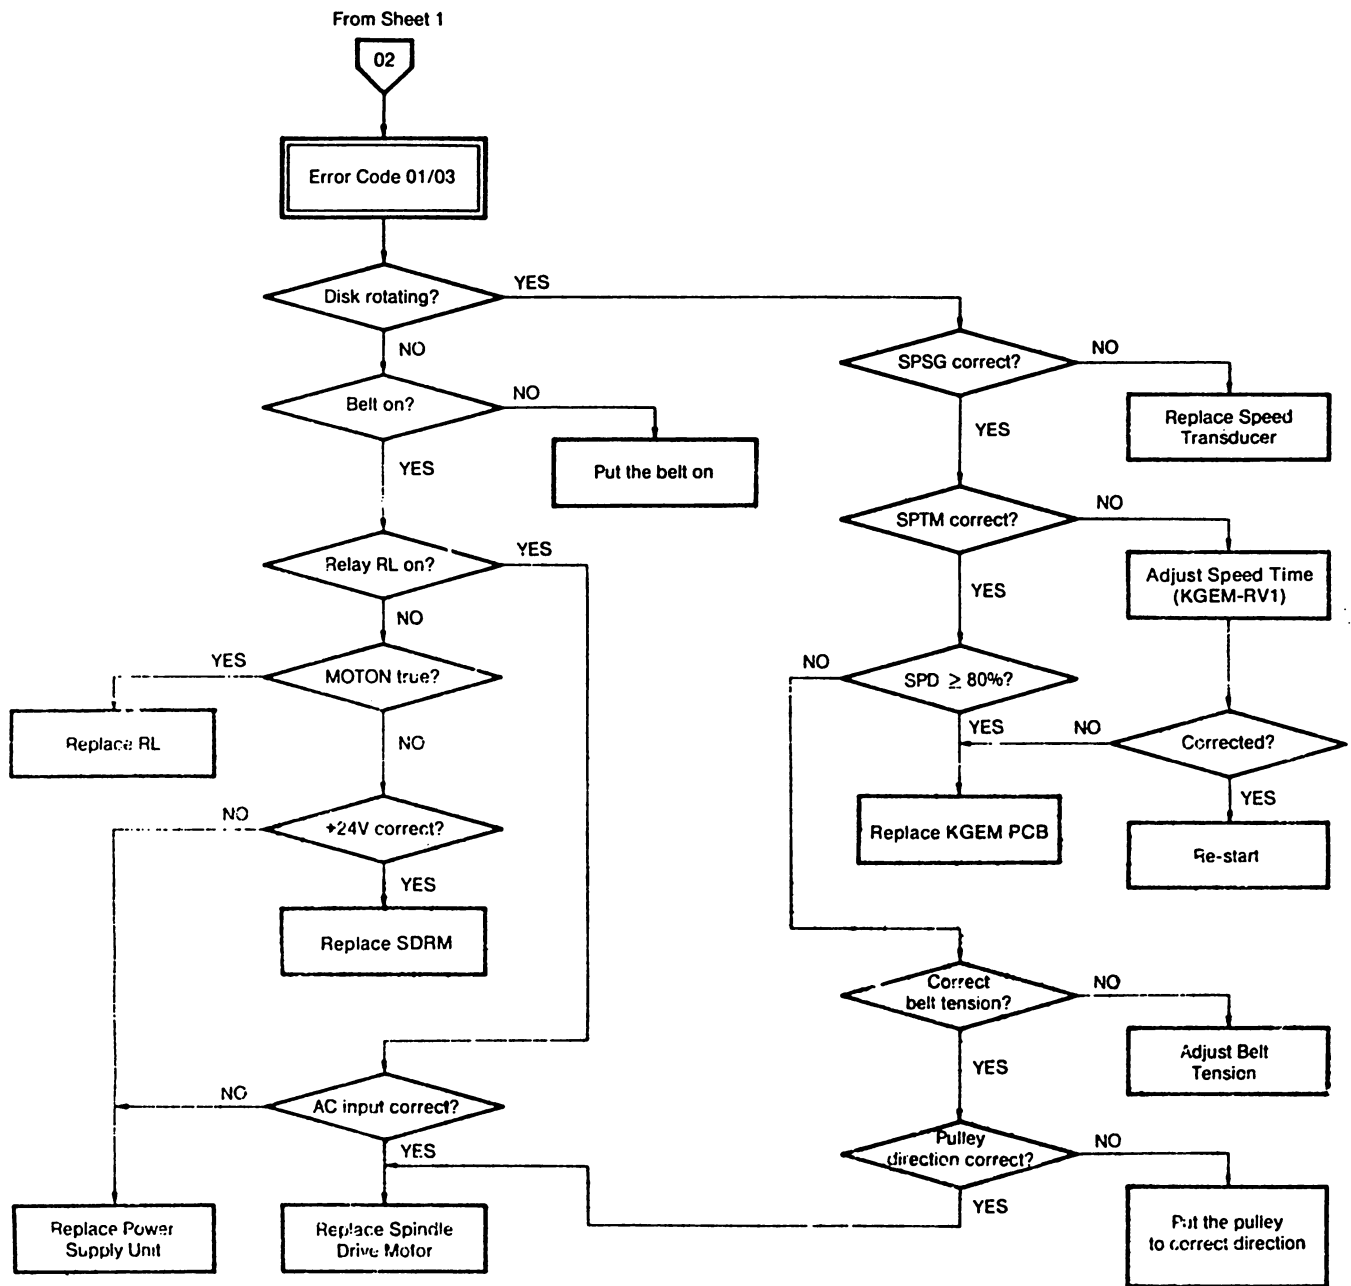 From Sheet 1
02
Error Code 01/03
Disk rotating?
YES
NO
SPSG correct?
NO
Replace Speed
Transducer
YES
Belt on?
NO
Put the belt on
YES
SPTM correct?
NO
Adjust Speed Time
(KGEM-RV1)
YES
Relay RL on?
YES
NO
MOTON true?
YES
Replace RL
NO
SPD ≥ 80%?
NO
YES
Corrected?
NO
YES
Re-start
Replace KGEM PCB
+24V correct?
NO
YES
Replace SDRM
Correct
belt tension?
NO
Adjust Belt
Tension
YES
AC input correct?
NO
YES
Pulley
direction correct?
NO
Put the pulley
to correct direction
YES
Replace Power
Supply Unit
Replace Spindle
Drive Motor